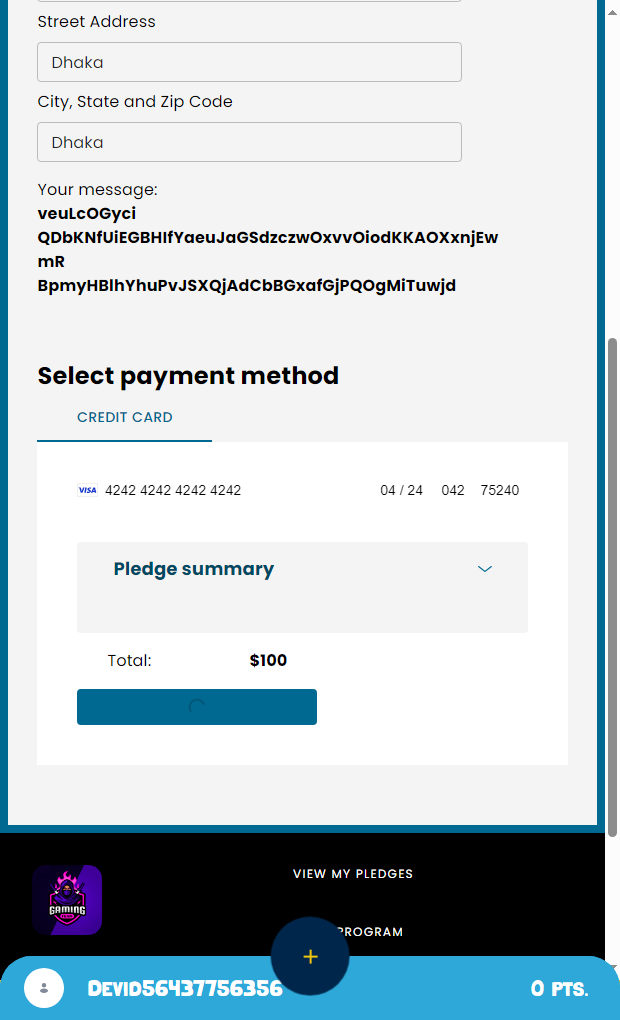 Street Address
Dhaka
City, State and Zip Code
Dhaka
Your message:
veuLcOGyci
QDbKNfUiEGBHIfYaeuJaGSdzczwOxvvOiodKKAOXxnjEw
mR
BpmyHBlhYhuPvJSXQjAdCbBGxafGjPQOgMiTuwjd
Select payment method
CREDIT CARD
VISA 4242 4242 4242 4242 04 / 24 042 75240
Pledge summary
Total: $100
VIEW MY PLEDGES
GAMING
PROGRAM
+
Devid56437756356 0 PTS.